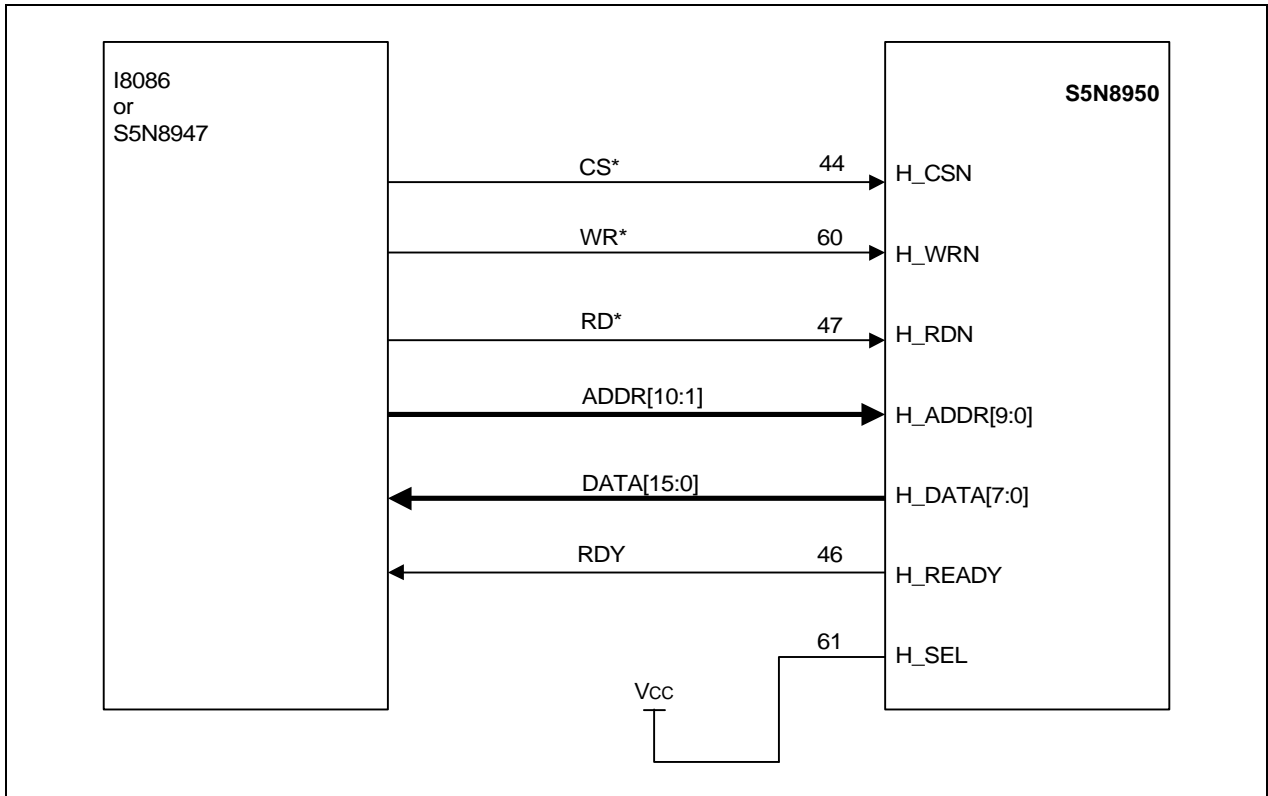 I8086
or
S5N8947
S5N8950
CS* 44 H_CSN
WR* 60 H_WRN
RD* 47 H_RDN
ADDR[10:1] H_ADDR[9:0]
DATA[15:0] H_DATA[7:0]
RDY 46 H_READY
61 H_SEL
VCC